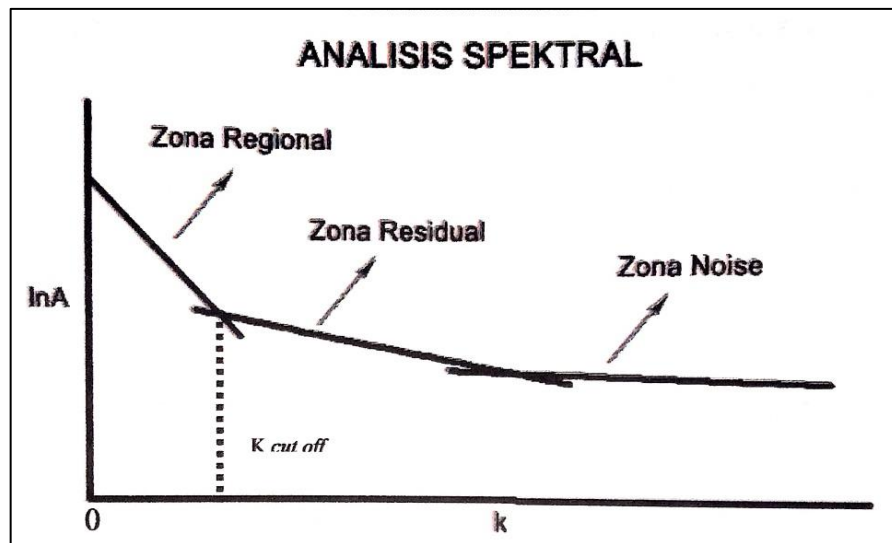 ANALISIS SPEKTRAL
Zona Regional
Zona Residual
Zona Noise
lnA
K cut off
0
k